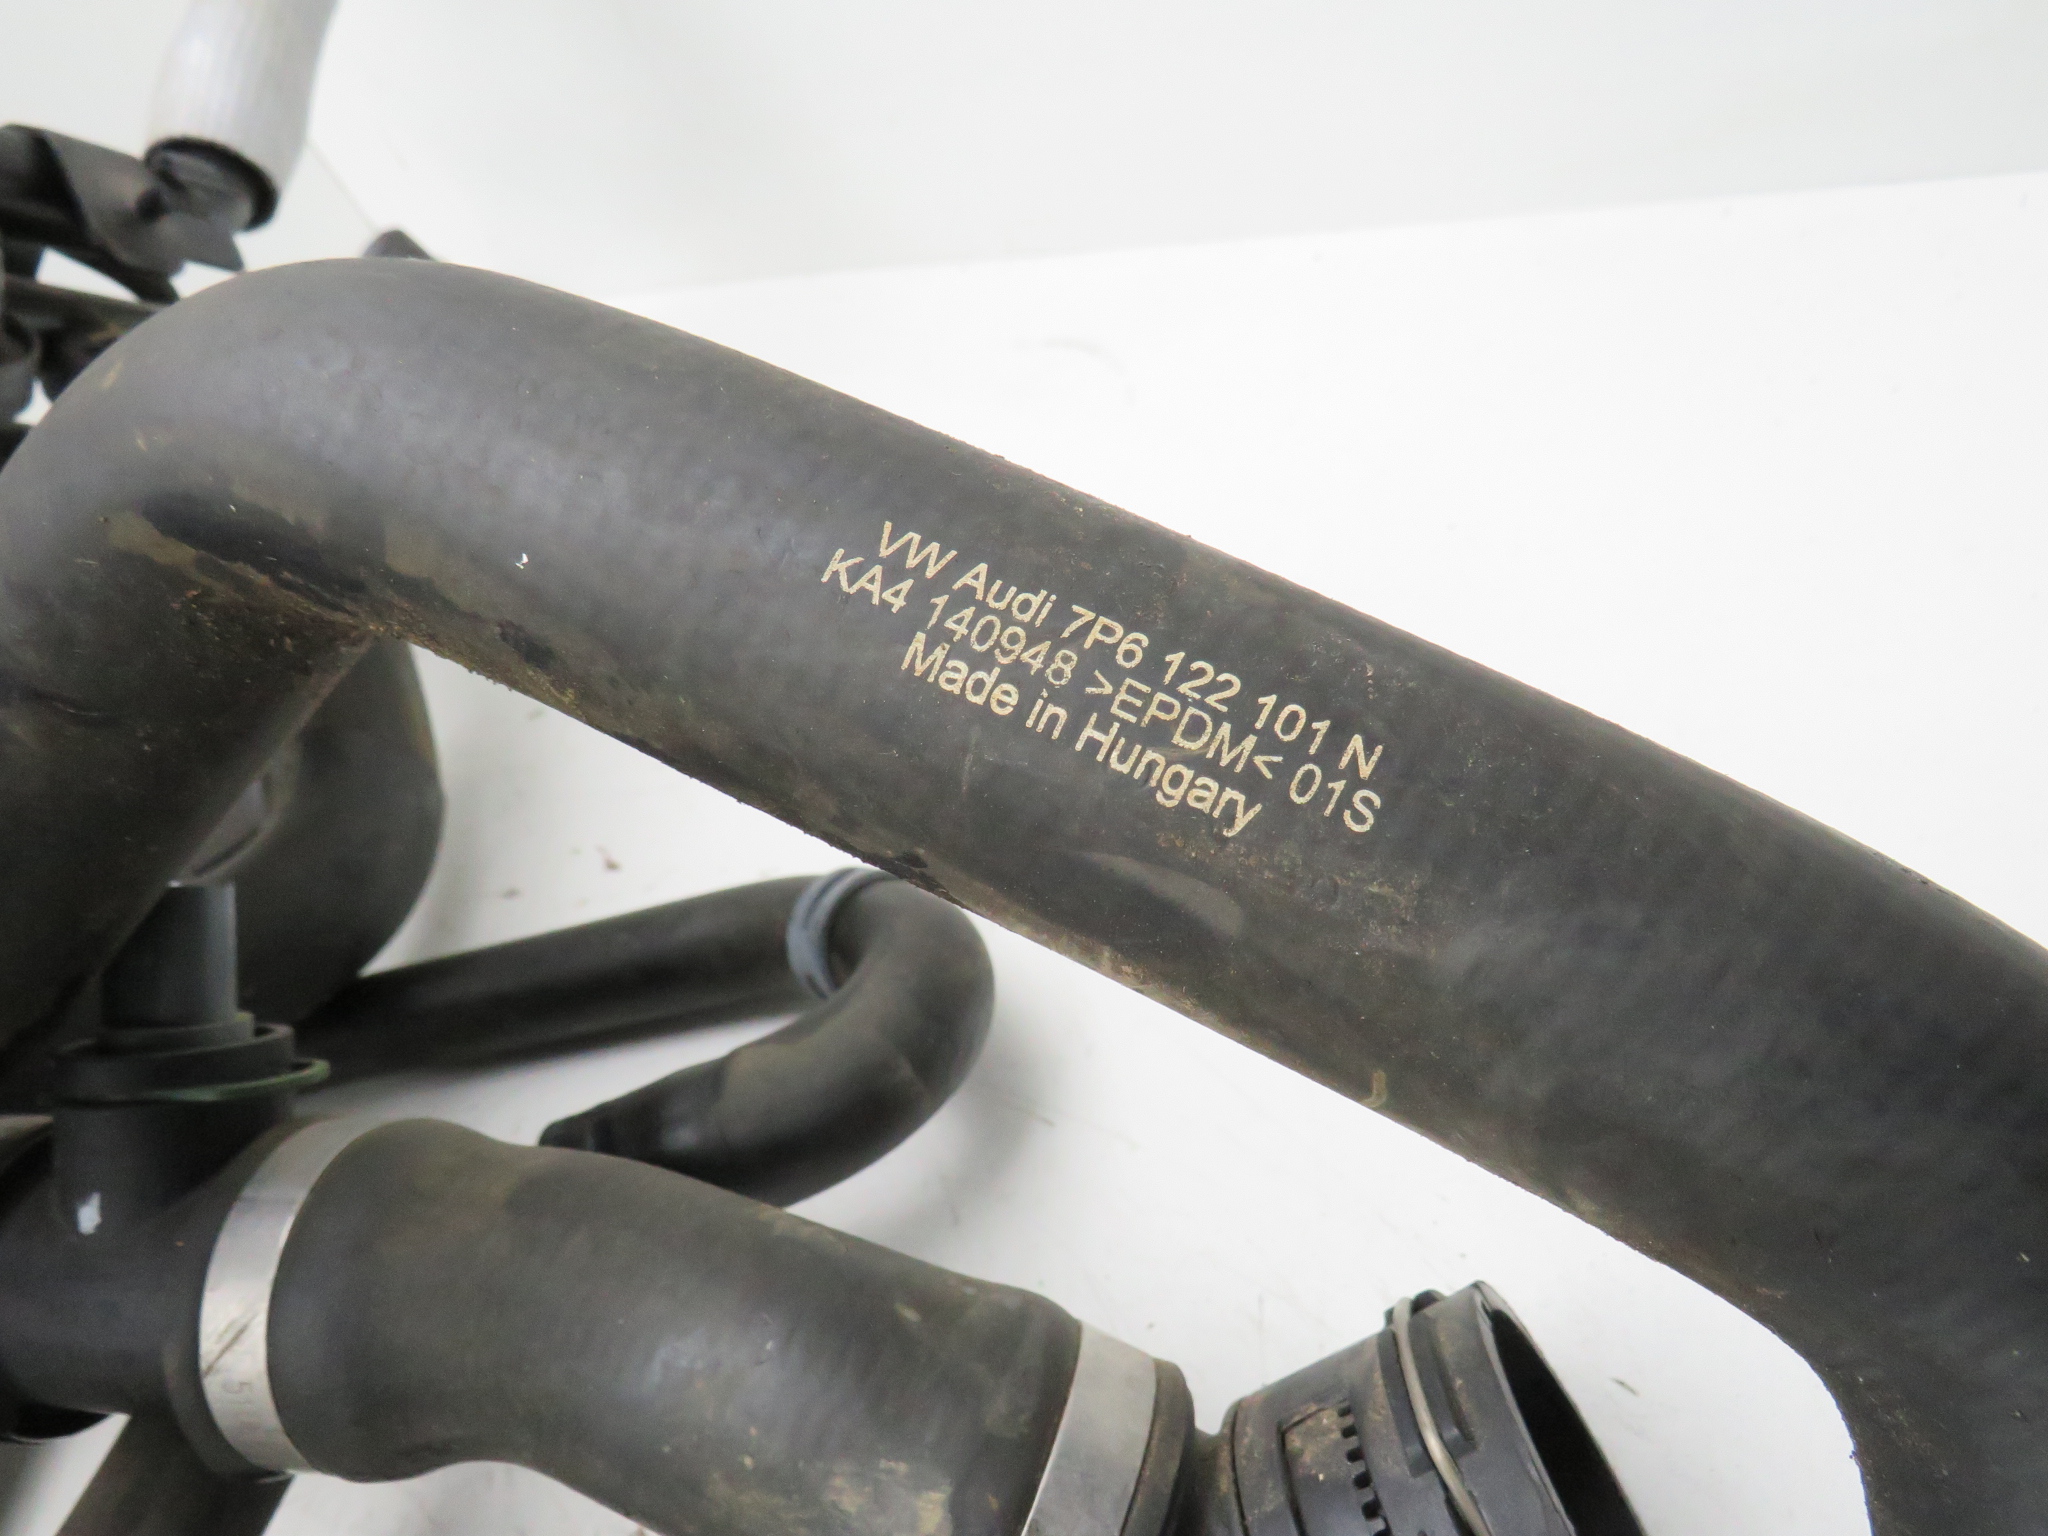 VW Audi 7P6 122 101 N
KA4 140948 >EPDM< 01S
Made in Hungary